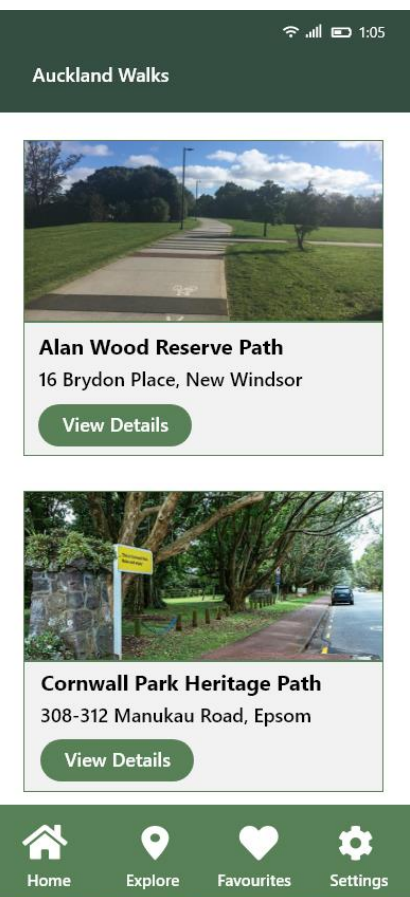 1:05
Auckland Walks
Alan Wood Reserve Path
16 Brydon Place, New Windsor
View Details
Cornwall Park Heritage Path
308-312 Manukau Road, Epsom
View Details
Home Explore Favourites Settings